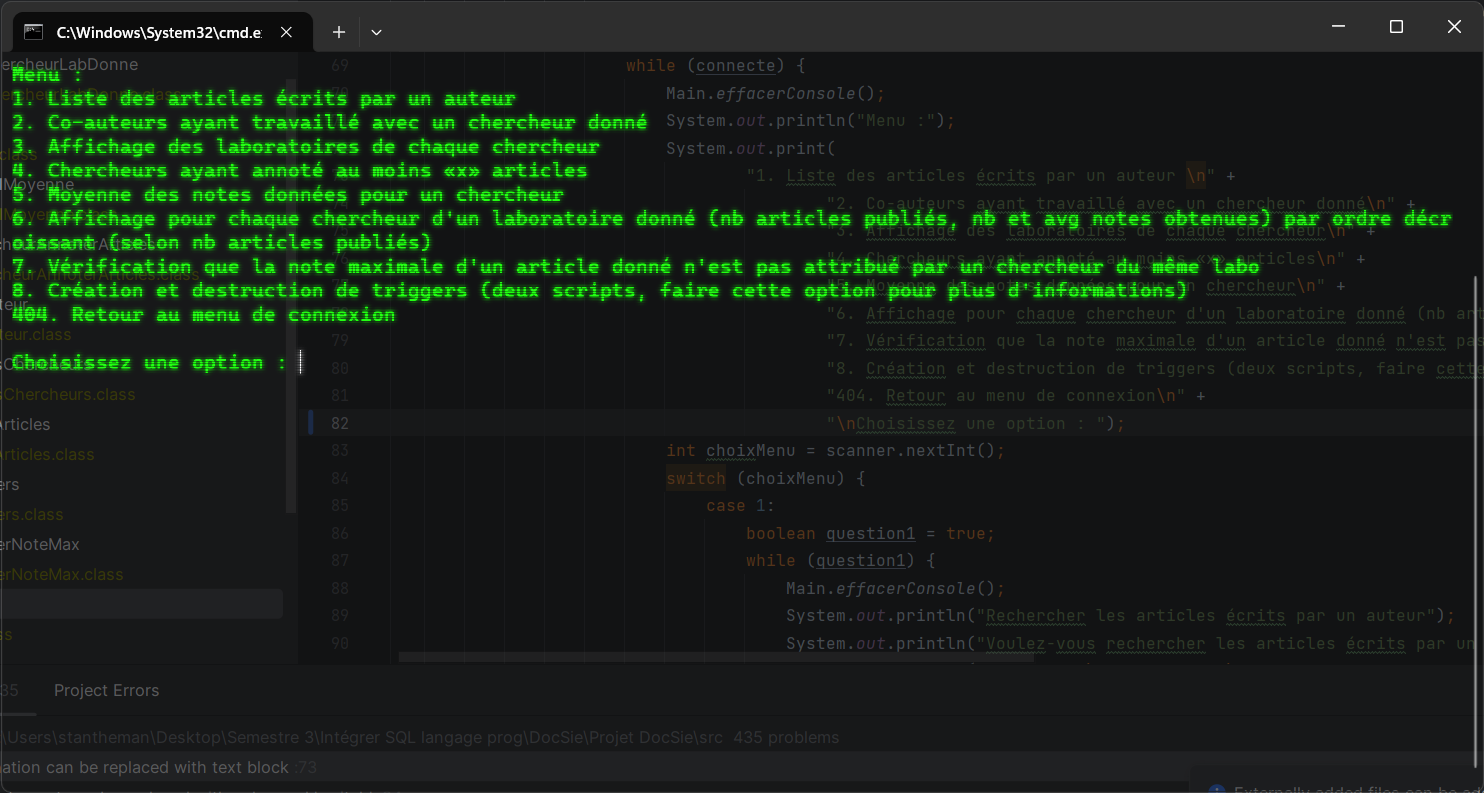 C:\Windows\System32\cmd.e
Menu :
1. Liste des articles écrits par un auteur
2. Co-auteurs ayant travaillé avec un chercheur donné
3. Affichage des laboratoires de chaque chercheur
4. Chercheurs ayant annoté au moins «x» articles
5. Moyenne des notes données pour un chercheur
6. Affichage pour chaque chercheur d'un laboratoire donné (nb articles publiés, nb et avg notes obtenues) par ordre décr
oissant (selon nb articles publiés)
7. Vérification que la note maximale d'un article donné n'est pas attribué par un chercheur du même labo
8. Création et destruction de triggers (deux scripts, faire cette option pour plus d'informations)
404. Retour au menu de connexion
Choisissez une option :
ercheurLabDonne
Moyenne
teur.class
sChercheurs.class
Articles
Articles.class
ers
ers.class
erNoteMax
erNoteMax.class
ss
69 while (connecte) {
Main.effacerConsole();
System.out.println("Menu :");
System.out.print(
"1. Liste des articles écrits par un auteur \n" +
"2. Co-auteurs ayant travaillé avec un chercheur donné\n" +
"3. Affichage des laboratoires de chaque chercheur\n" +
"4. Chercheurs ayant annoté au moins «x» articles\n" +
chercheur\n" +
"6. Affichage pour chaque chercheur d'un laboratoire donné (nb art
79 "7. Vérification que la note maximale d'un article donné n'est pas
80 "8. Création et destruction de triggers (deux scripts, faire cette
81 "404. Retour au menu de connexion\n" +
82 "\nChoisissez une option : ");
83 int choixMenu = scanner.nextInt();
84 switch (choixMenu) {
85 case 1:
86 boolean question1 = true;
87 while (question1) {
88 Main.effacerConsole();
89 System.out.println("Rechercher les articles écrits par un auteur");
90 System.out.println("Voulez-vous rechercher les articles écrits par un
35 Project Errors
\Users\stantheman\Desktop\Semestre 3\Intégrer SQL langage prog\DocSie\Projet DocSie\src 435 problems
nation can be replaced with text block :73
Externally added files can be